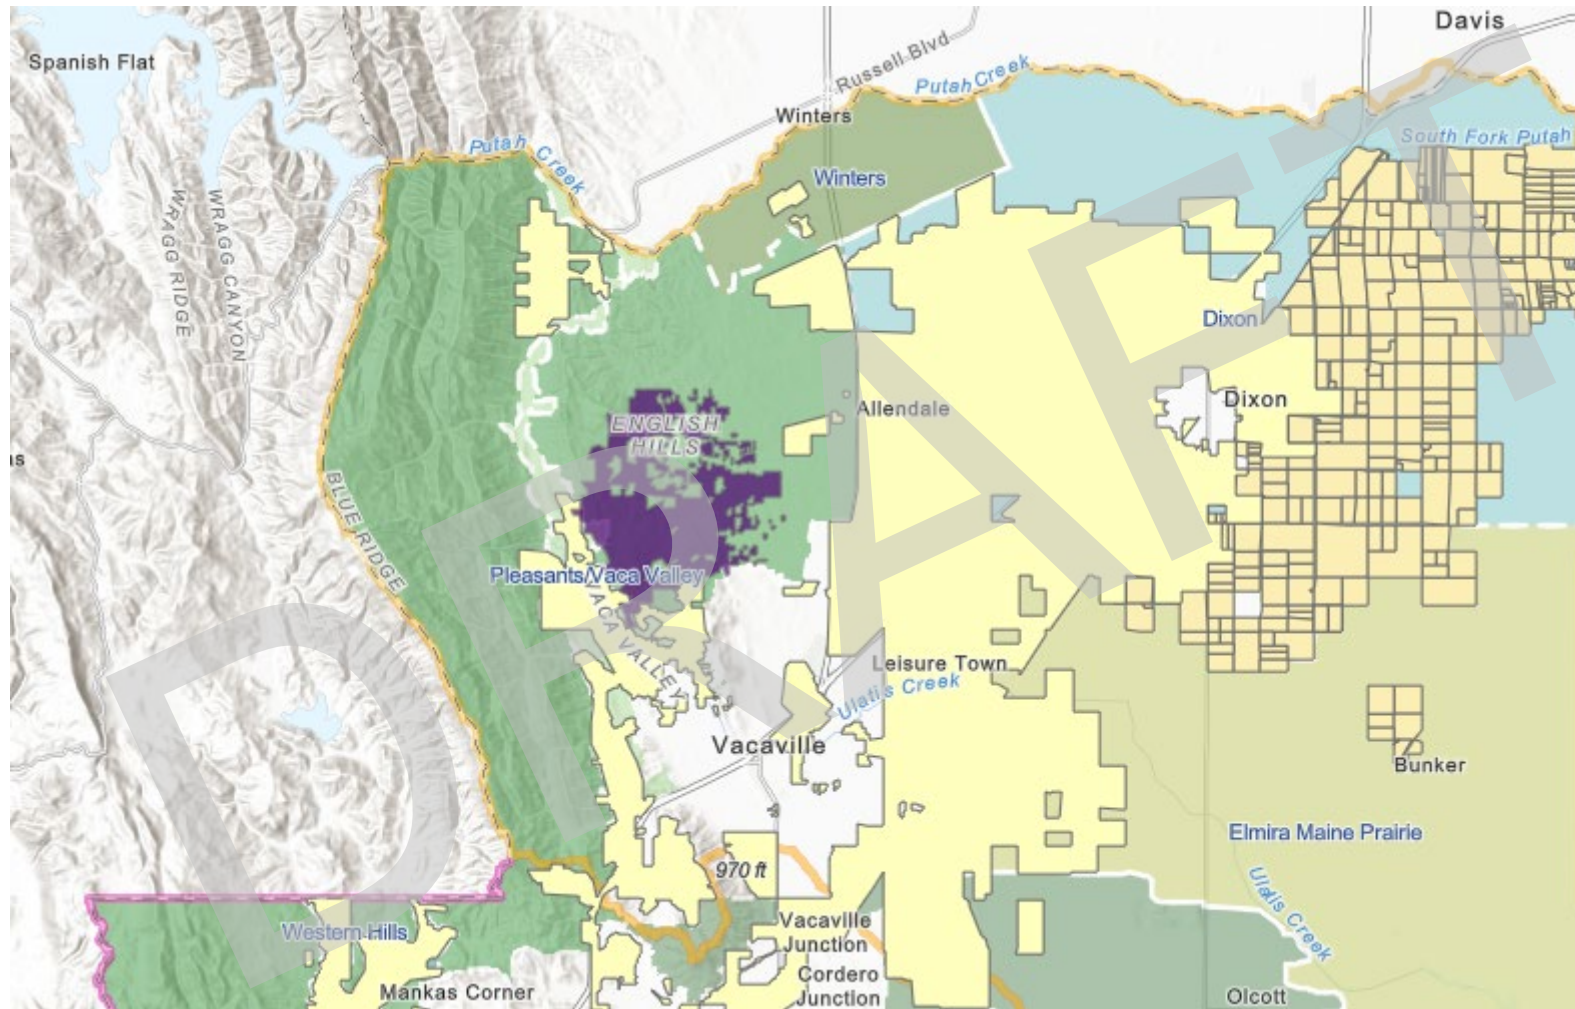 Davis
Spanish Flat
Russell Blvd
Putah Creek
Winters
South Fork Putah
Putah Creek
Winters
WRAGG RIDGE
WRAGG CANYON
Dixon
Dixon
Allendale
ENGLISH
HILLS
BLUE RIDGE
Pleasants/Vaca Valley
VACA VALLEY
Leisure Town
Ulatis Creek
Vacaville
Bunker
Elmira Maine Prairie
970 ft
Ulatis Creek
Vacaville
Junction
Western Hills
Cordero
Junction
Mankas Corner
Olcott
DRAFT